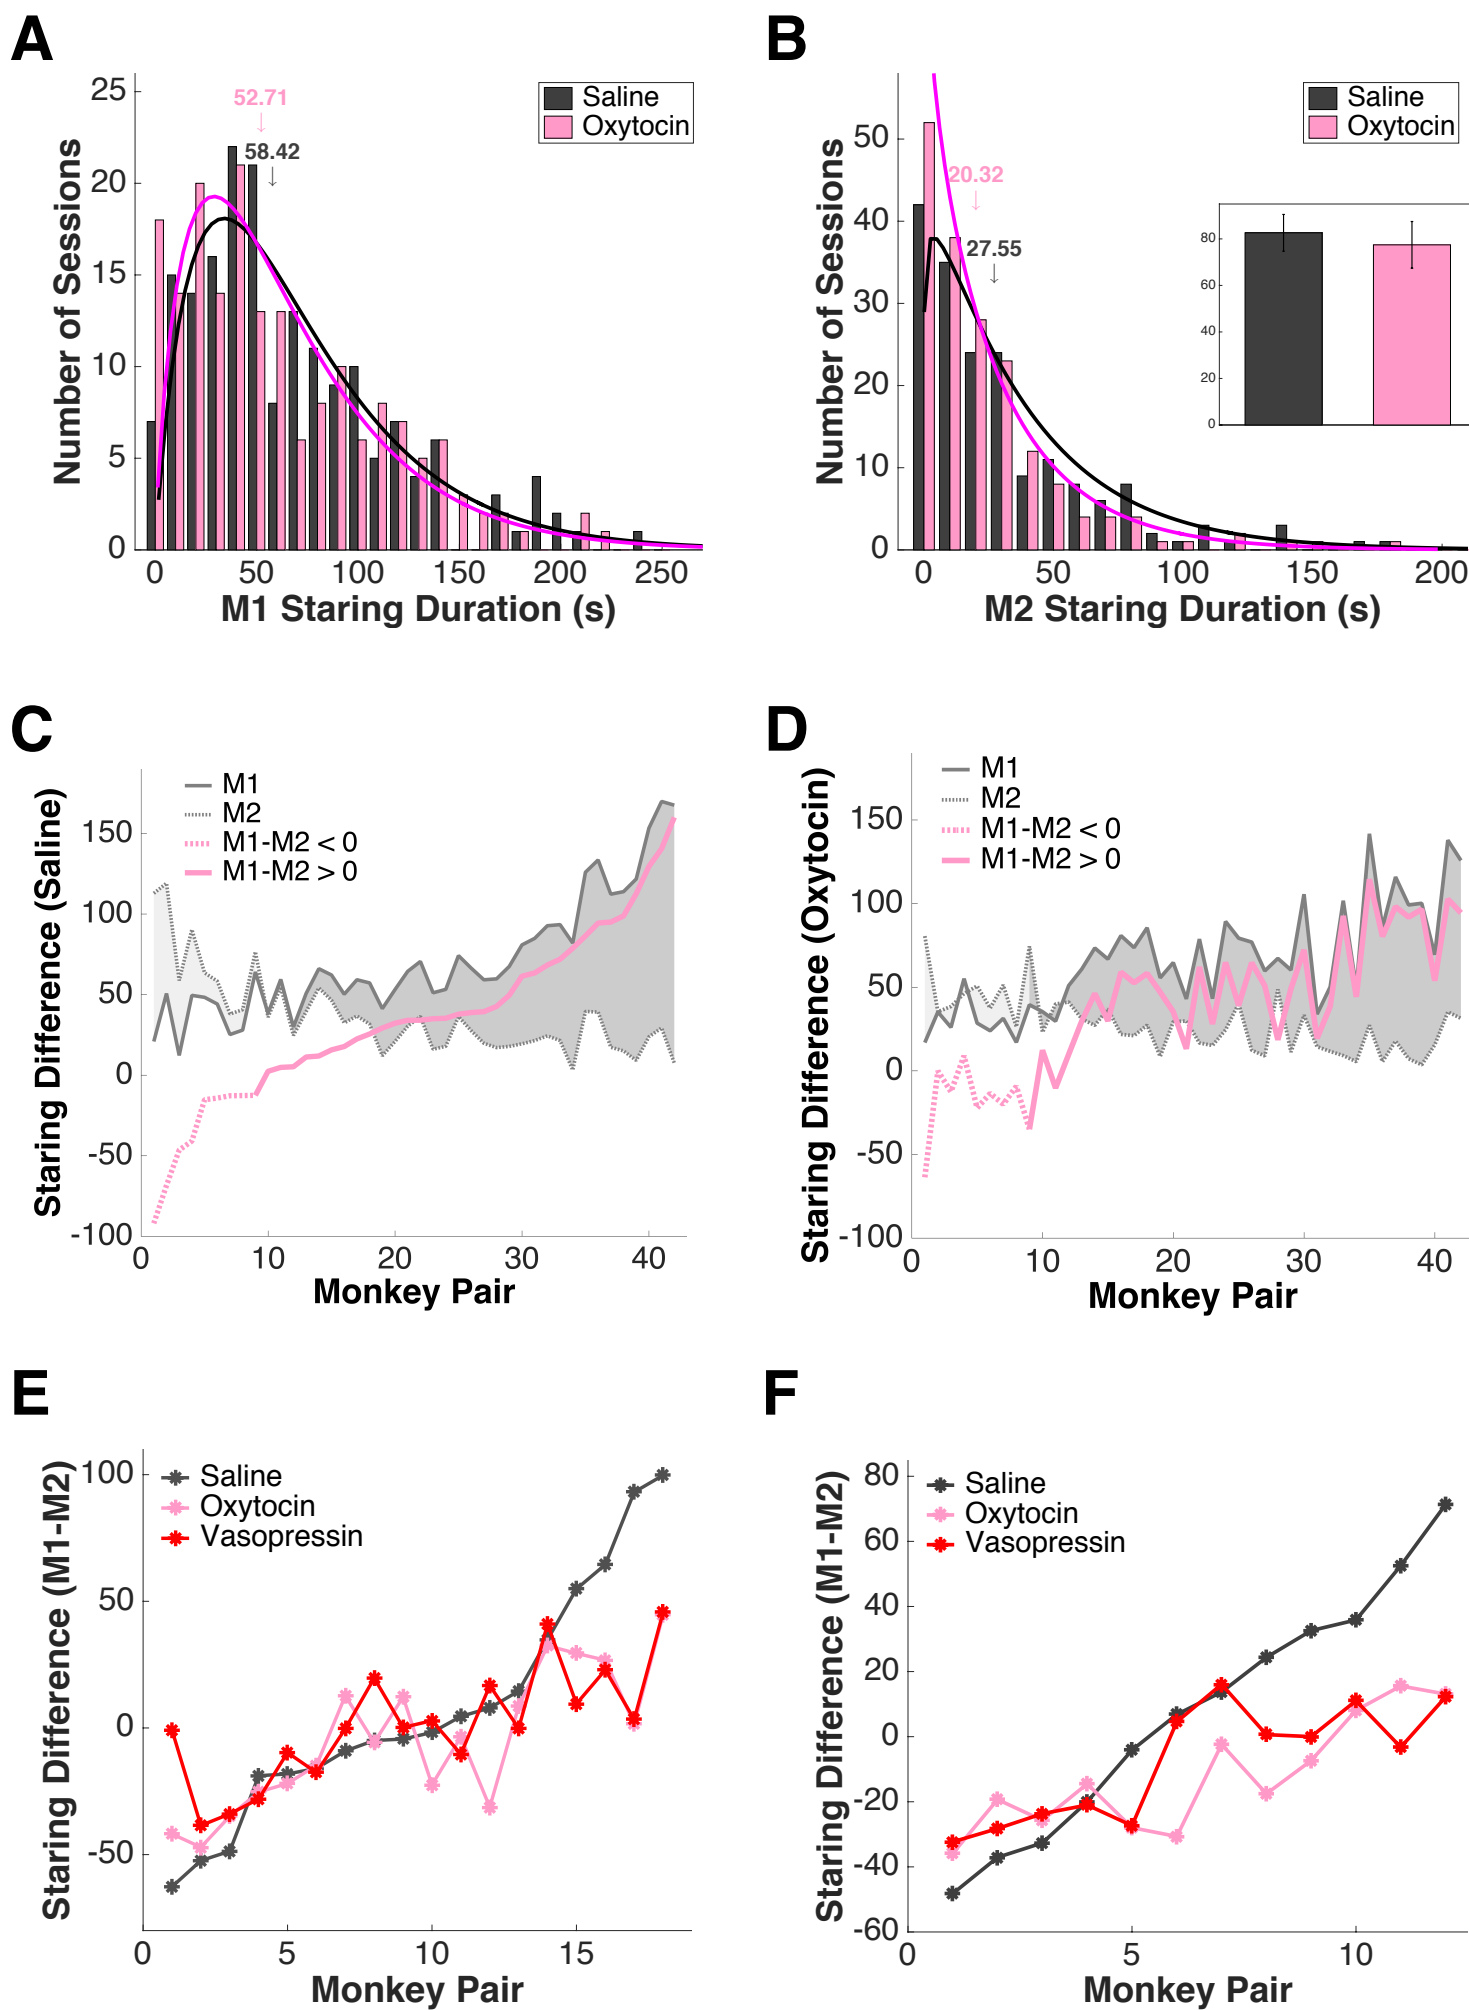 A
25
20
15
10
5
0
Number of Sessions
52.71
↓
58.42
↓
Saline
Oxytocin
0 50 100 150 200 250
M1 Staring Duration (s)
B
50
40
30
20
10
0
Number of Sessions
20.32
↓
27.55
↓
Saline
Oxytocin
80
60
40
20
0
0 50 100 150 200
M2 Staring Duration (s)
C
150
100
50
0
-50
-100
Staring Difference (Saline)
M1
M2
M1-M2 < 0
M1-M2 > 0
0 10 20 30 40
Monkey Pair
D
150
100
50
0
-50
-100
Staring Difference (Oxytocin)
M1
M2
M1-M2 < 0
M1-M2 > 0
0 10 20 30 40
Monkey Pair
E
100
50
0
-50
Staring Difference (M1-M2)
Saline
Oxytocin
Vasopressin
0 5 10 15
Monkey Pair
F
80
60
40
20
0
-20
-40
-60
Staring Difference (M1-M2)
Saline
Oxytocin
Vasopressin
0 5 10
Monkey Pair